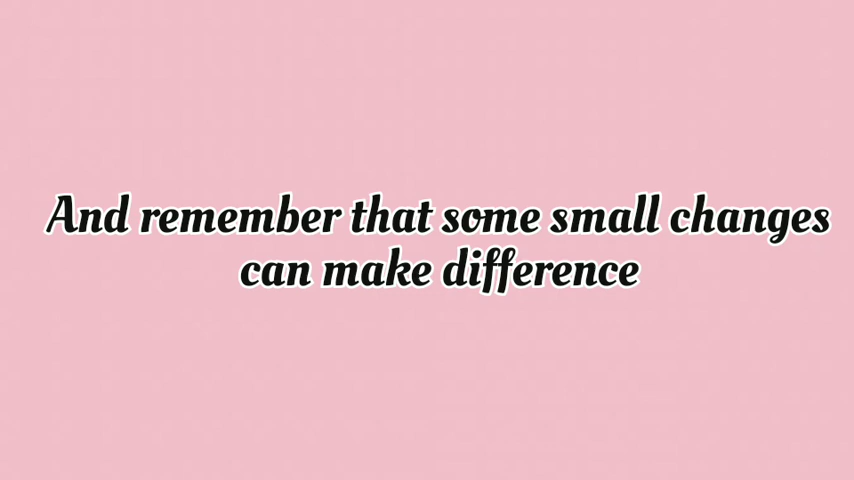 And remember that some small changes
can make difference